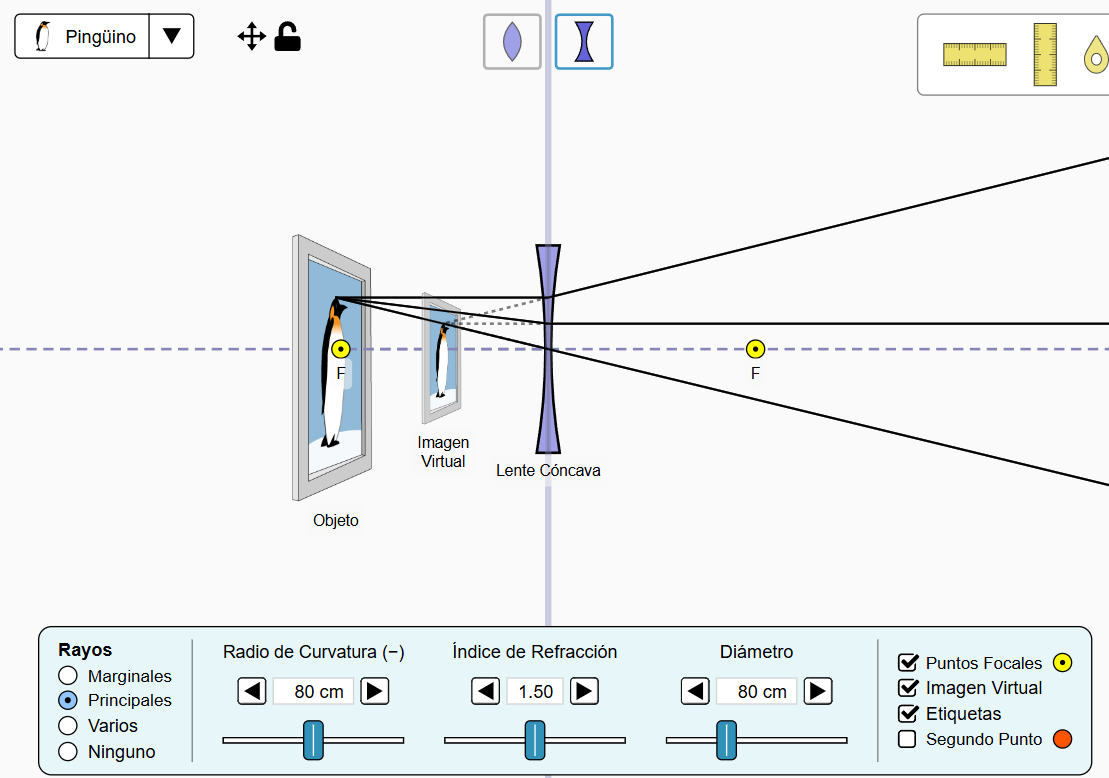 Pingüino
F
F
Imagen
Virtual
Lente Cóncava
Objeto
Rayos
Marginales
Principales
Varios
Ninguno
Radio de Curvatura (−)
80 cm
Índice de Refracción
1.50
Diámetro
80 cm
Puntos Focales
Imagen Virtual
Etiquetas
Segundo Punto